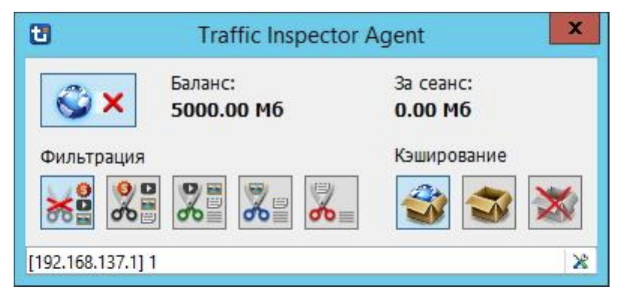 Traffic Inspector Agent
Баланс:
5000.00 Мб
За сеанс:
0.00 Мб
Фильтрация
Кэширование
[192.168.137.1] 1